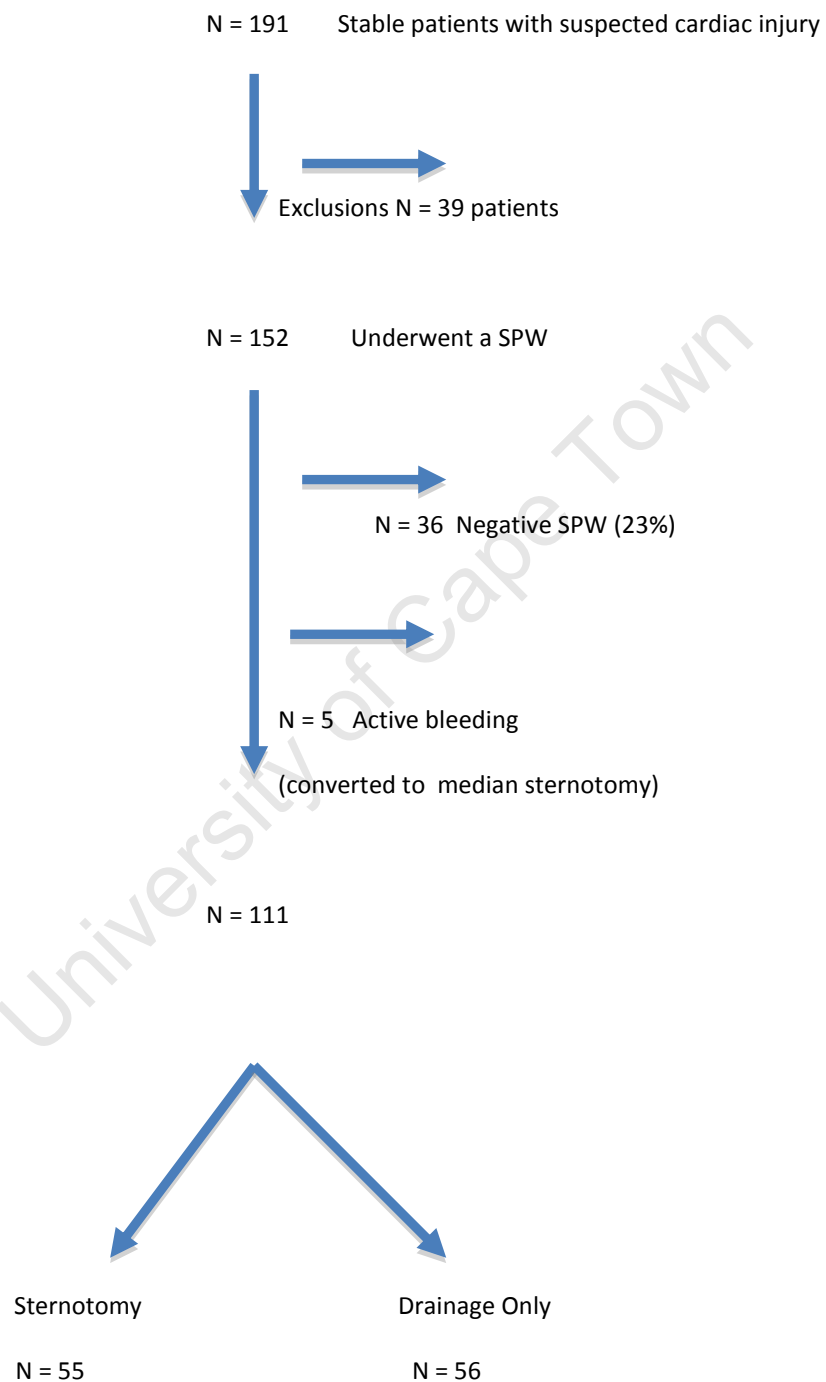 N = 191 Stable patients with suspected cardiac injury
Exclusions N = 39 patients
N = 152 Underwent a SPW
N = 36 Negative SPW (23%)
N = 5 Active bleeding
(converted to median sternotomy)
N = 111
Sternotomy Drainage Only
N = 55 N = 56
University of Cape Town